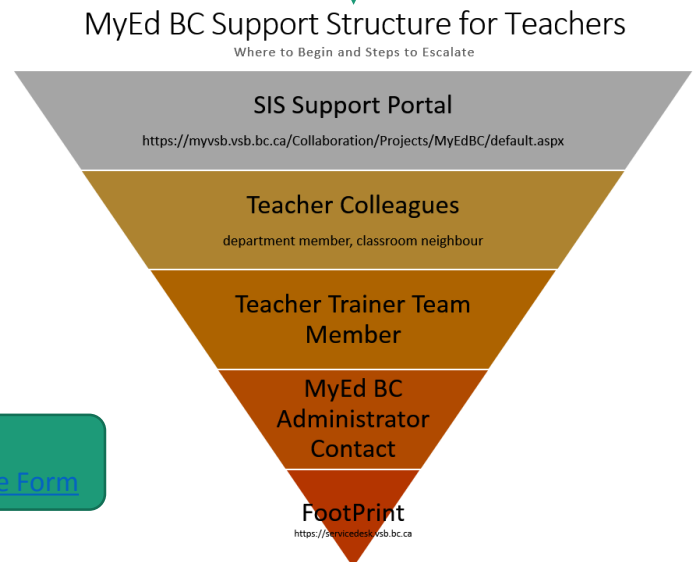 MyEd BC Support Structure for Teachers
Where to Begin and Steps to Escalate
SIS Support Portal
https://myvsb.vsb.bc.ca/Collaboration/Projects/MyEdBC/default.aspx
Teacher Colleagues
department member, classroom neighbour
Teacher Trainer Team
Member
MyEd BC
Administrator
Contact
e Form
FootPrint
https://servicedesk.vsb.bc.ca